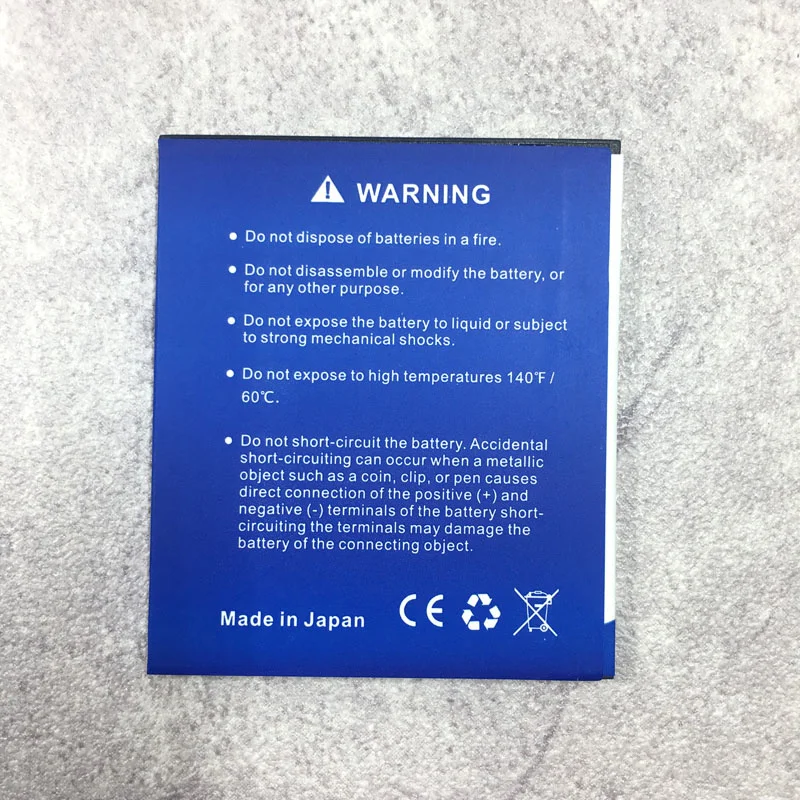 WARNING
● Do not dispose of batteries in a fire.
● Do not disassemble or modify the battery, or
for any other purpose.
● Do not expose the battery to liquid or subject
to strong mechanical shocks.
● Do not expose to high temperatures 140℉ /
60℃.
● Do not short-circuit the battery. Accidental
short-circuiting can occur when a metallic
object such as a coin, clip, or pen causes
direct connection of the positive (+) and
negative (-) terminals of the battery short-
circuiting the terminals may damage the
battery of the connecting object.
Made in Japan CE